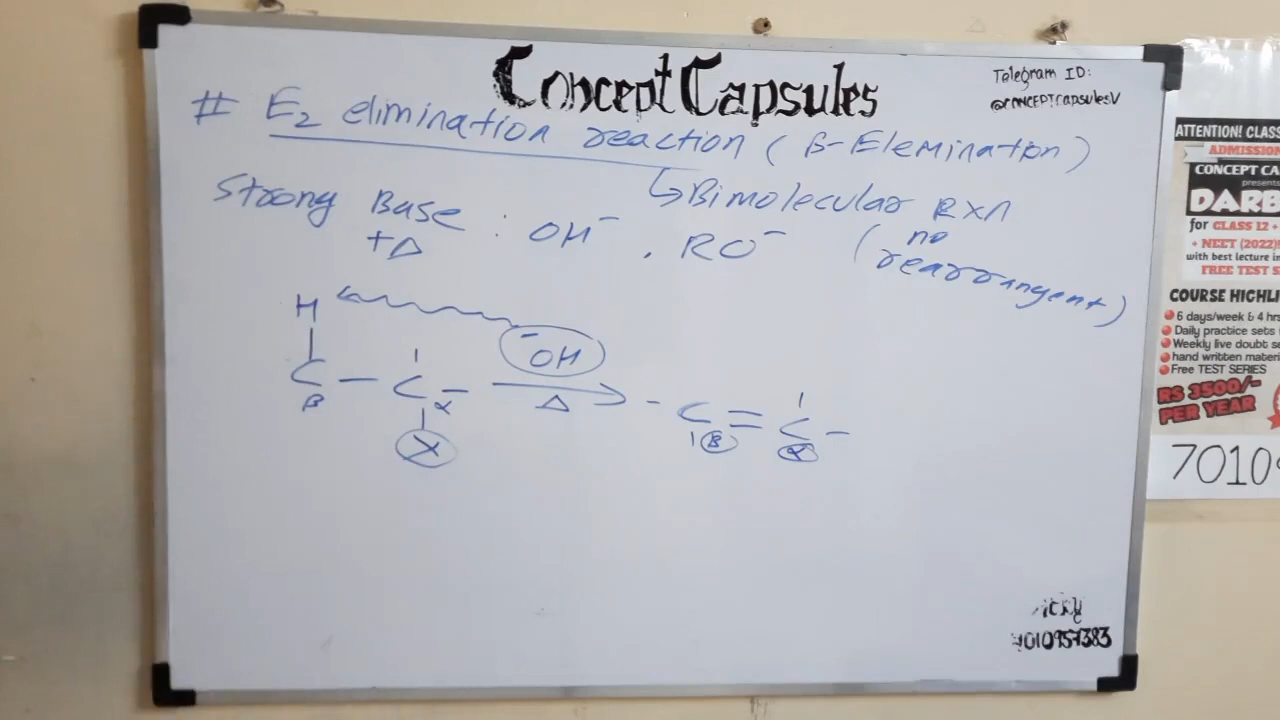 Concept Capsules
Telegram ID:
@CONCEPTCapsulesV
# E2 elimination reaction (β-Elemination)
↳Bimolecular RXN
Strong Base : OH⁻ , RO⁻
+Δ
(no
rearrangent)
H
⁻OH
C - C -
β α
Δ
X
- C = C -
β α
7010957383
ATTENTION! CLASS
ADMISSION
CONCEPT CA
presents
DARB
for CLASS 12 +
+ NEET (2022)
with best lecture in
FREE TEST S
COURSE HIGHLI
6 days/week & 4 hrs
Daily practice sets
Weekly live doubt s
hand written materi
Free TEST SERIES
RS 3500/-
PER YEAR
7010